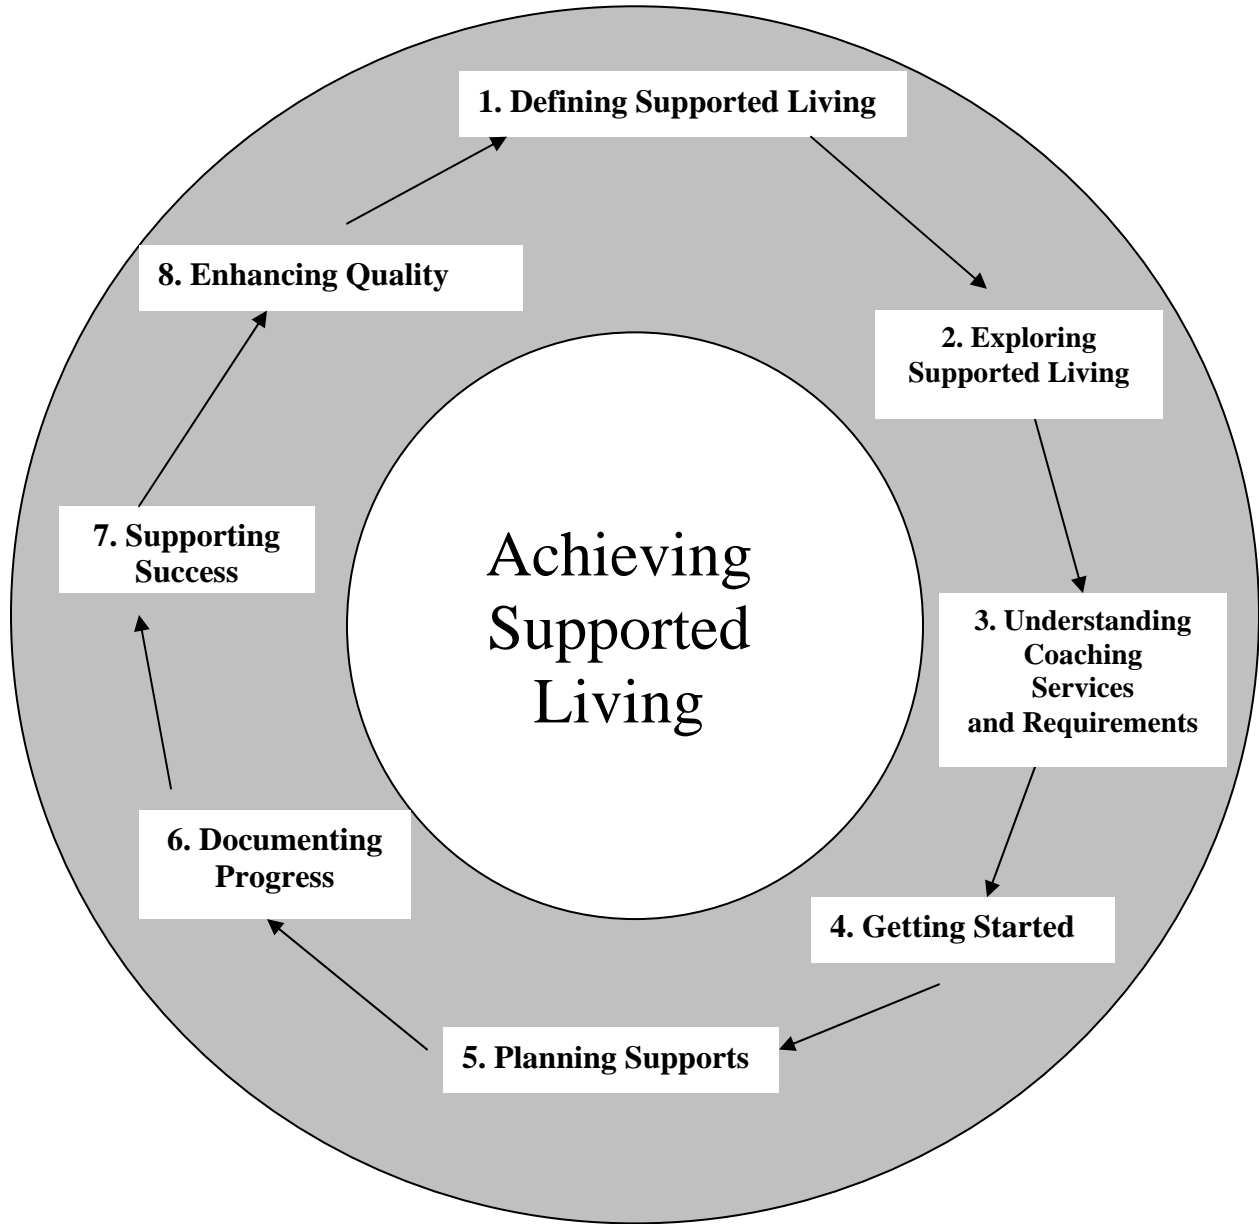 1. Defining Supported Living
2. Exploring
Supported Living
3. Understanding
Coaching
Services
and Requirements
4. Getting Started
5. Planning Supports
6. Documenting
Progress
7. Supporting
Success
8. Enhancing Quality
Achieving
Supported
Living